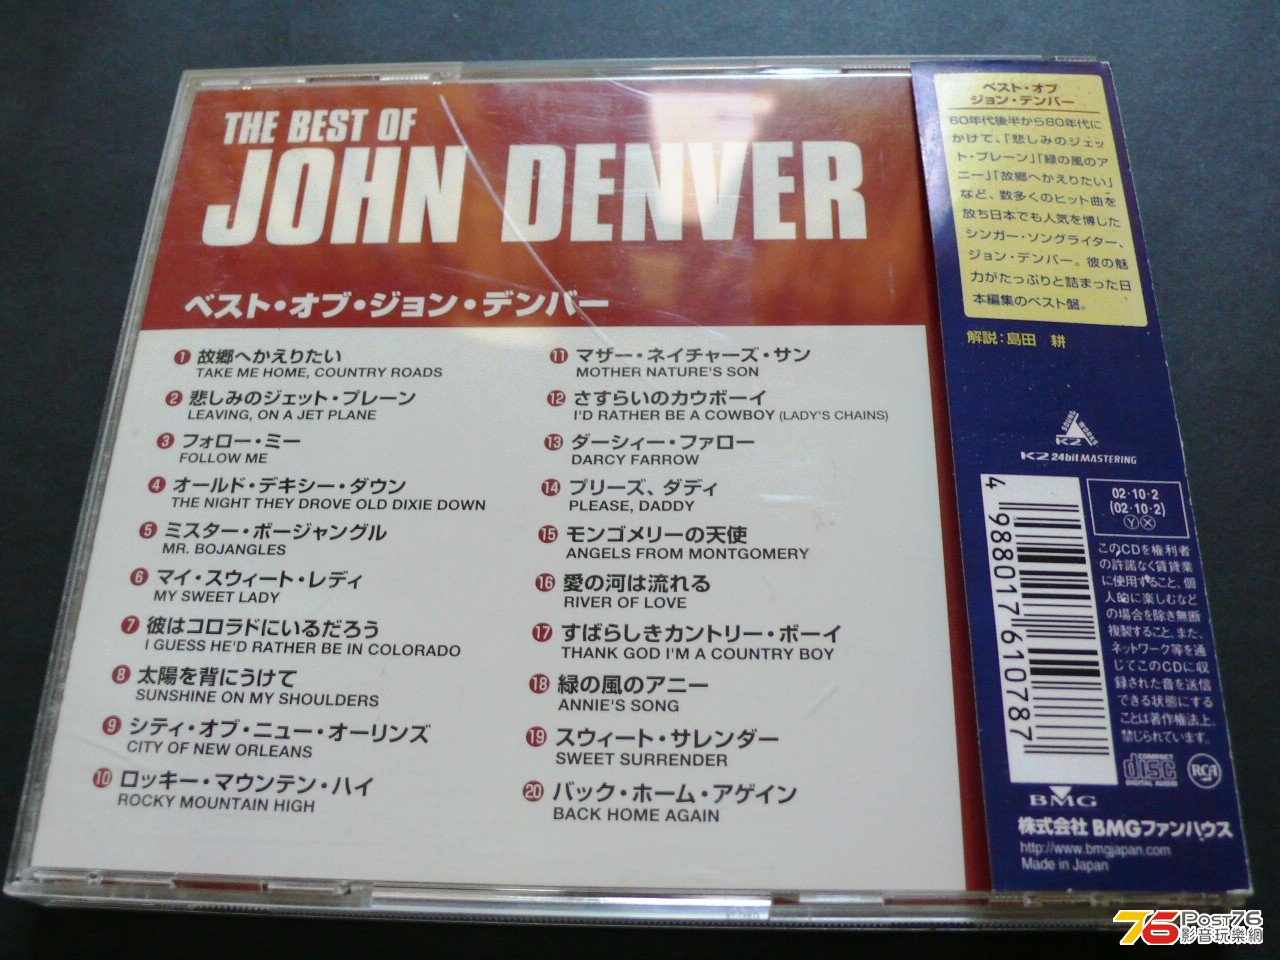 THE BEST OF
JOHN DENVER
ベスト・オブ・ジョン・デンバー
1 故郷へかえりたい
TAKE ME HOME, COUNTRY ROADS
2 悲しみのジェット・プレーン
LEAVING, ON A JET PLANE
3 フォロー・ミー
FOLLOW ME
4 オールド・デキシー・ダウン
THE NIGHT THEY DROVE OLD DIXIE DOWN
5 ミスター・ボージャングル
MR. BOJANGLES
6 マイ・スウィート・レディ
MY SWEET LADY
7 彼はコロラドにいるだろう
I GUESS HE'D RATHER BE IN COLORADO
8 太陽を背にうけて
SUNSHINE ON MY SHOULDERS
9 シティ・オブ・ニュー・オーリンズ
CITY OF NEW ORLEANS
10 ロッキー・マウンテン・ハイ
ROCKY MOUNTAIN HIGH
11 マザー・ネイチャーズ・サン
MOTHER NATURE'S SON
12 さすらいのカウボーイ
I'D RATHER BE A COWBOY (LADY'S CHAINS)
13 ダーシィー・ファロー
DARCY FARROW
14 プリーズ、ダディ
PLEASE, DADDY
15 モンゴメリーの天使
ANGELS FROM MONTGOMERY
16 愛の河は流れる
RIVER OF LOVE
17 すばらしきカントリー・ボーイ
THANK GOD I'M A COUNTRY BOY
18 緑の風のアニー
ANNIE'S SONG
19 スウィート・サレンダー
SWEET SURRENDER
20 バック・ホーム・アゲイン
BACK HOME AGAIN
ベスト・オブ
ジョン・デンバー
60年代後半から80年代に
かけて、「悲しみのジェッ
ト・プレーン」「緑の風のア
ニー」「故郷へかえりたい」
など、数多くのヒット曲を
放ち日本でも人気を博した
シンガー・ソングライター、
ジョン・デンバー。彼の魅
力がたっぷりと詰まった日
本編集のベスト盤。
解説：島田 耕
SOUND WORKS
K2
K2 24bit MASTERING
4 988017 610787
02・10・2
(02・10・2)
Ⓨ Ⓧ
このCDを権利者
の許諾なく賃貸業
に使用すること、個
人的に楽しむなど
の場合を除き無断
複製すること、また、
ネットワーク等を通
じてこのCDに収
録された音を送信
できる状態にする
ことは著作権法上、
禁じられています。
COMPACT
disc
DIGITAL AUDIO
RCA
BMG
株式会社 BMGファンハウス
http://www.bmgjapan.com
Made in Japan
76 POST76
影音玩樂網